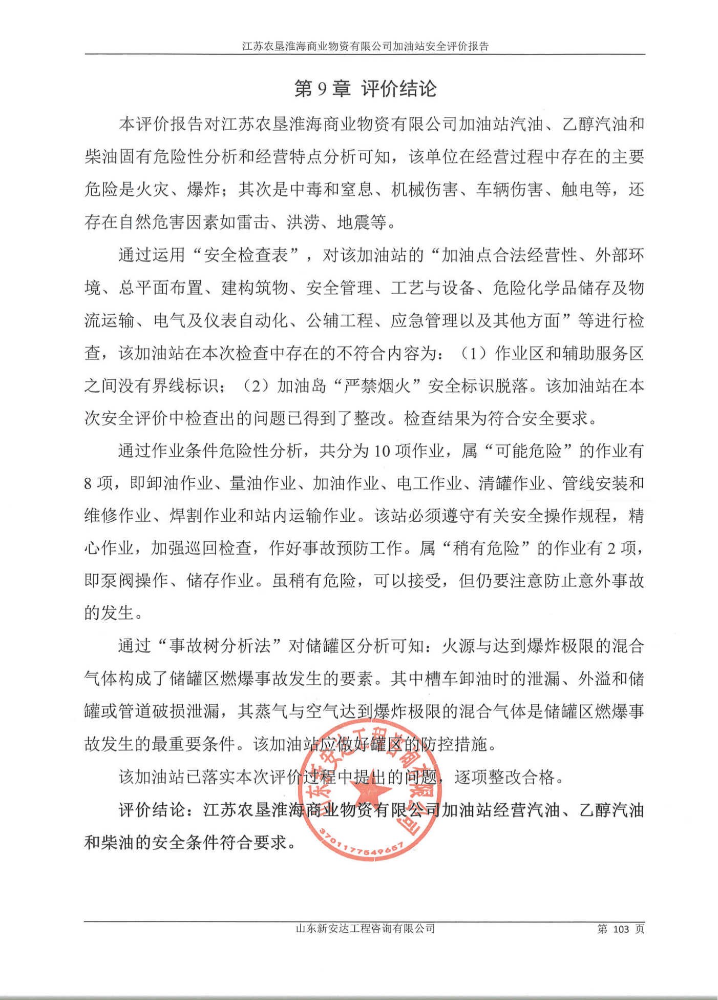 江苏农垦淮海商业物资有限公司加油站安全评价报告
第 9 章 评价结论
本评价报告对江苏农垦淮海商业物资有限公司加油站汽油、乙醇汽油和
柴油固有危险性分析和经营特点分析可知，该单位在经营过程中存在的主要
危险是火灾、爆炸；其次是中毒和窒息、机械伤害、车辆伤害、触电等，还
存在自然危害因素如雷击、洪涝、地震等。
通过运用“安全检查表”，对该加油站的“加油点合法经营性、外部环
境、总平面布置、建构筑物、安全管理、工艺与设备、危险化学品储存及物
流运输、电气及仪表自动化、公辅工程、应急管理以及其他方面”等进行检
查，该加油站在本次检查中存在的不符合内容为：（1）作业区和辅助服务区
之间没有界线标识；（2）加油岛“严禁烟火”安全标识脱落。该加油站在本
次安全评价中检查出的问题已得到了整改。检查结果为符合安全要求。
通过作业条件危险性分析，共分为 10 项作业，属“可能危险”的作业有
8 项，即卸油作业、量油作业、加油作业、电工作业、清罐作业、管线安装和
维修作业、焊割作业和站内运输作业。该站必须遵守有关安全操作规程，精
心作业，加强巡回检查，作好事故预防工作。属“稍有危险”的作业有 2 项，
即泵阀操作、储存作业。虽稍有危险，可以接受，但仍要注意防止意外事故
的发生。
通过“事故树分析法”对储罐区分析可知：火源与达到爆炸极限的混合
气体构成了储罐区燃爆事故发生的要素。其中槽车卸油时的泄漏、外溢和储
罐或管道破损泄漏，其蒸气与空气达到爆炸极限的混合气体是储罐区燃爆事
故发生的最重要条件。该加油站应做好罐区的防控措施。
该加油站已落实本次评价过程中提出的问题，逐项整改合格。
评价结论：江苏农垦淮海商业物资有限公司加油站经营汽油、乙醇汽油
和柴油的安全条件符合要求。
山东新安达工程咨询有限公司
3701177549657
山东新安达工程咨询有限公司
第 103 页